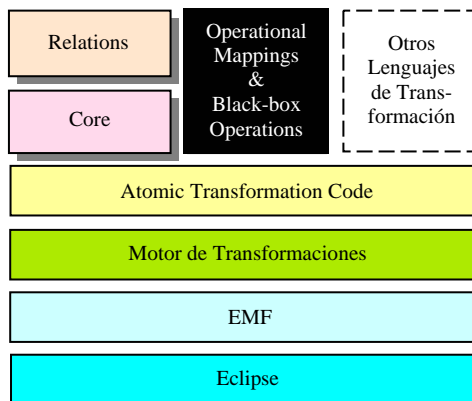 Relations
Core
Operational
Mappings
&
Black-box
Operations
Otros
Lenguajes
de Trans-
formación
Atomic Transformation Code
Motor de Transformaciones
EMF
Eclipse